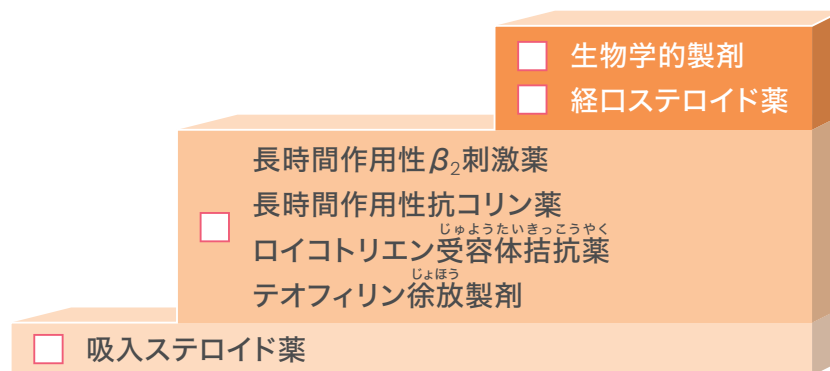 生物学的製剤
経口ステロイド薬
長時間作用性β₂刺激薬
長時間作用性抗コリン薬
じゅようたいきっこうやく
ロイコトリエン受容体拮抗薬
じょほう
テオフィリン徐放製剤
吸入ステロイド薬